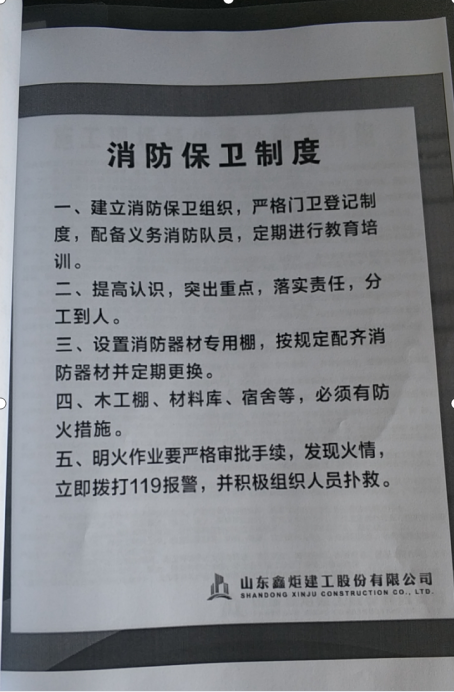 消防保卫制度
一、建立消防保卫组织，严格门卫登记制
度，配备义务消防队员，定期进行教育培
训。
二、提高认识，突出重点，落实责任，分
工到人。
三、设置消防器材专用棚，按规定配齐消
防器材并定期更换。
四、木工棚、材料库、宿舍等，必须有防
火措施。
五、明火作业要严格审批手续，发现火情，
立即拨打119报警，并积极组织人员扑救。
山东鑫炬建工股份有限公司
SHANDONG XINJU CONSTRUCTION CO., LTD.